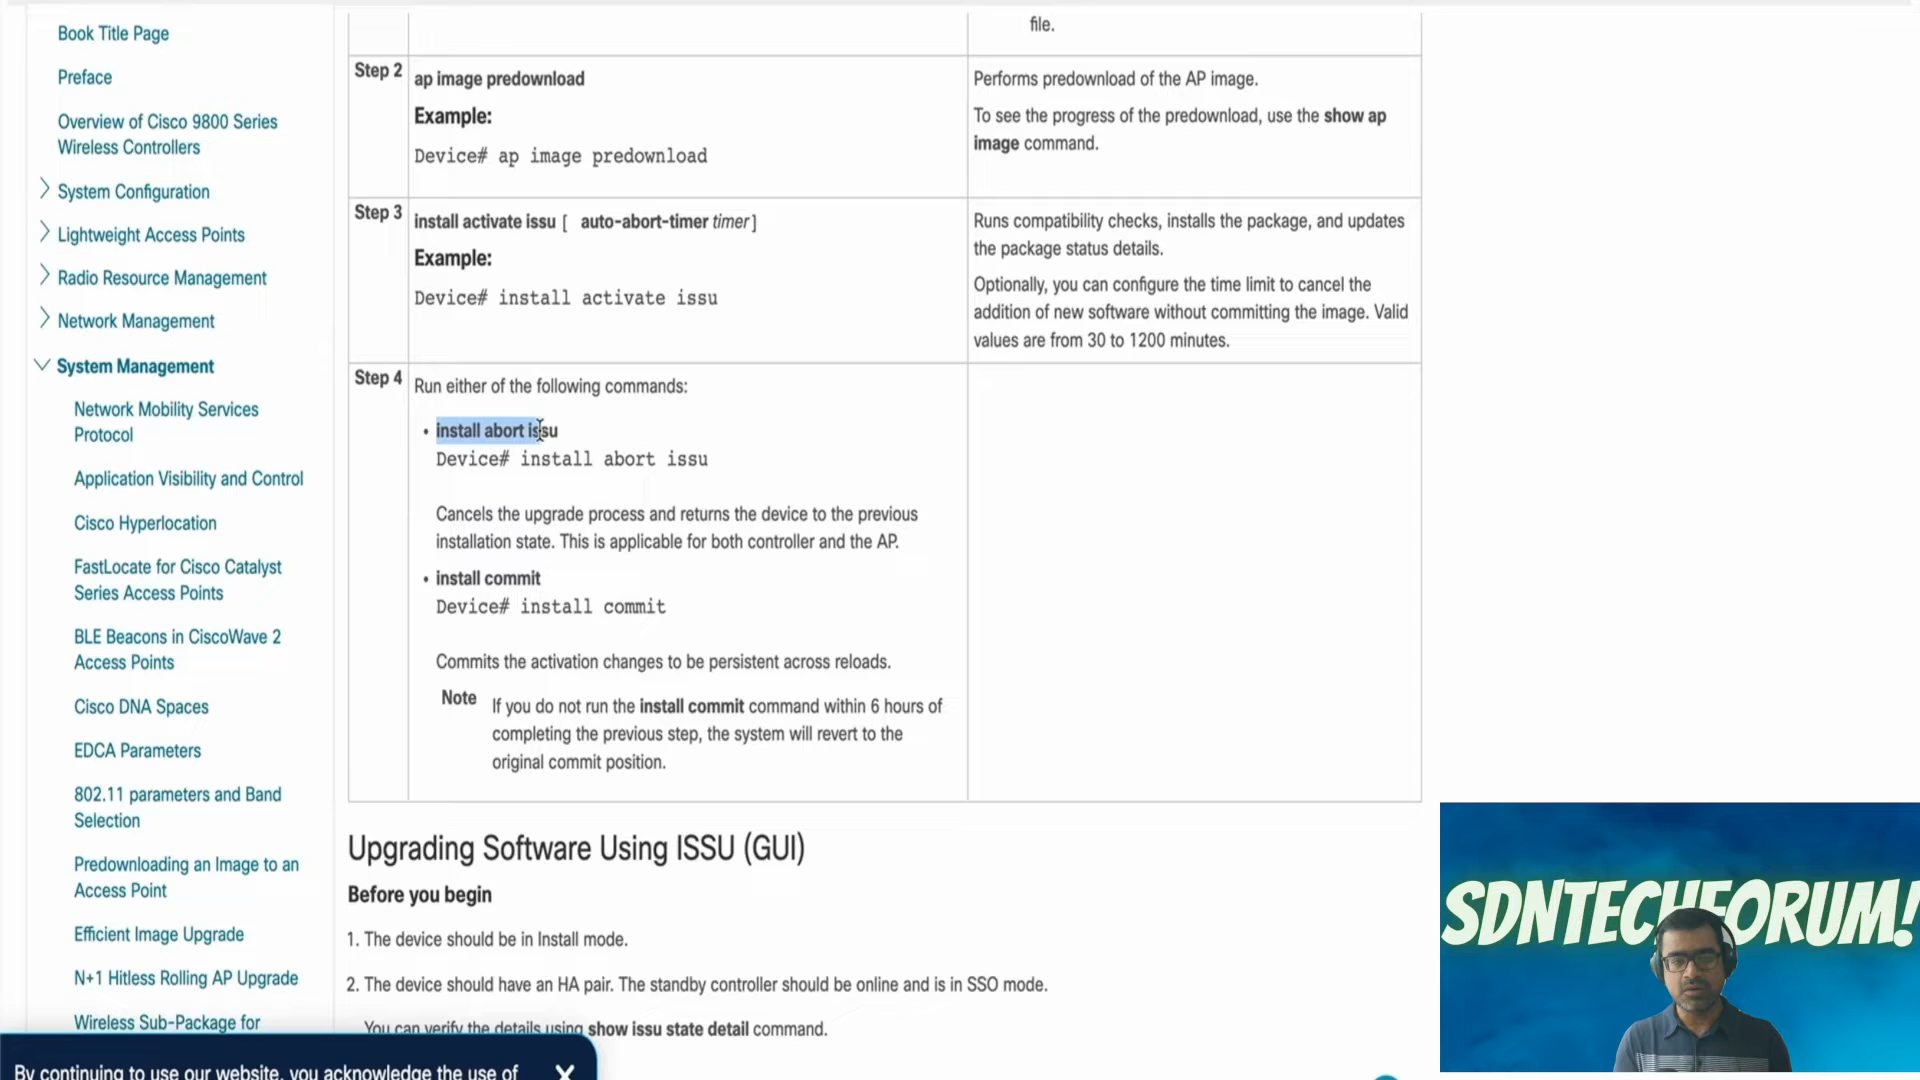 Book Title Page
Preface
Overview of Cisco 9800 Series
Wireless Controllers
System Configuration
Lightweight Access Points
Radio Resource Management
Network Management
System Management
Network Mobility Services
Protocol
Application Visibility and Control
Cisco Hyperlocation
FastLocate for Cisco Catalyst
Series Access Points
BLE Beacons in CiscoWave 2
Access Points
Cisco DNA Spaces
EDCA Parameters
802.11 parameters and Band
Selection
Predownloading an Image to an
Access Point
Efficient Image Upgrade
N+1 Hitless Rolling AP Upgrade
Wireless Sub-Package for
file.
Step 2
ap image predownload
Example:
Device# ap image predownload
Performs predownload of the AP image.
To see the progress of the predownload, use the show ap
image command.
Step 3
install activate issu [ auto-abort-timer timer]
Example:
Device# install activate issu
Runs compatibility checks, installs the package, and updates
the package status details.
Optionally, you can configure the time limit to cancel the
addition of new software without committing the image. Valid
values are from 30 to 1200 minutes.
Step 4
Run either of the following commands:
• install abort issu
Device# install abort issu
Cancels the upgrade process and returns the device to the previous
installation state. This is applicable for both controller and the AP.
• install commit
Device# install commit
Commits the activation changes to be persistent across reloads.
Note If you do not run the install commit command within 6 hours of
completing the previous step, the system will revert to the
original commit position.
Upgrading Software Using ISSU (GUI)
Before you begin
1. The device should be in Install mode.
2. The device should have an HA pair. The standby controller should be online and is in SSO mode.
You can verify the details using show issu state detail command.
By continuing to use our website, you acknowledge the use of
SDNTECHFORUM!